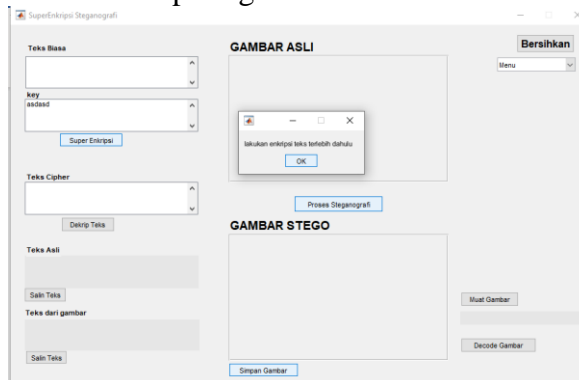 SuperEnkripsi Steganografi
Teks Biasa
GAMBAR ASLI
Bersihkan
Menu
key
asdasd
Super Enkripsi
lakukan enkripsi teks terlebih dahulu
OK
Teks Cipher
Proses Steganografi
Dekrip Teks
GAMBAR STEGO
Teks Asli
Salin Teks
Muat Gambar
Teks dari gambar
Decode Gambar
Salin Teks
Simpan Gambar